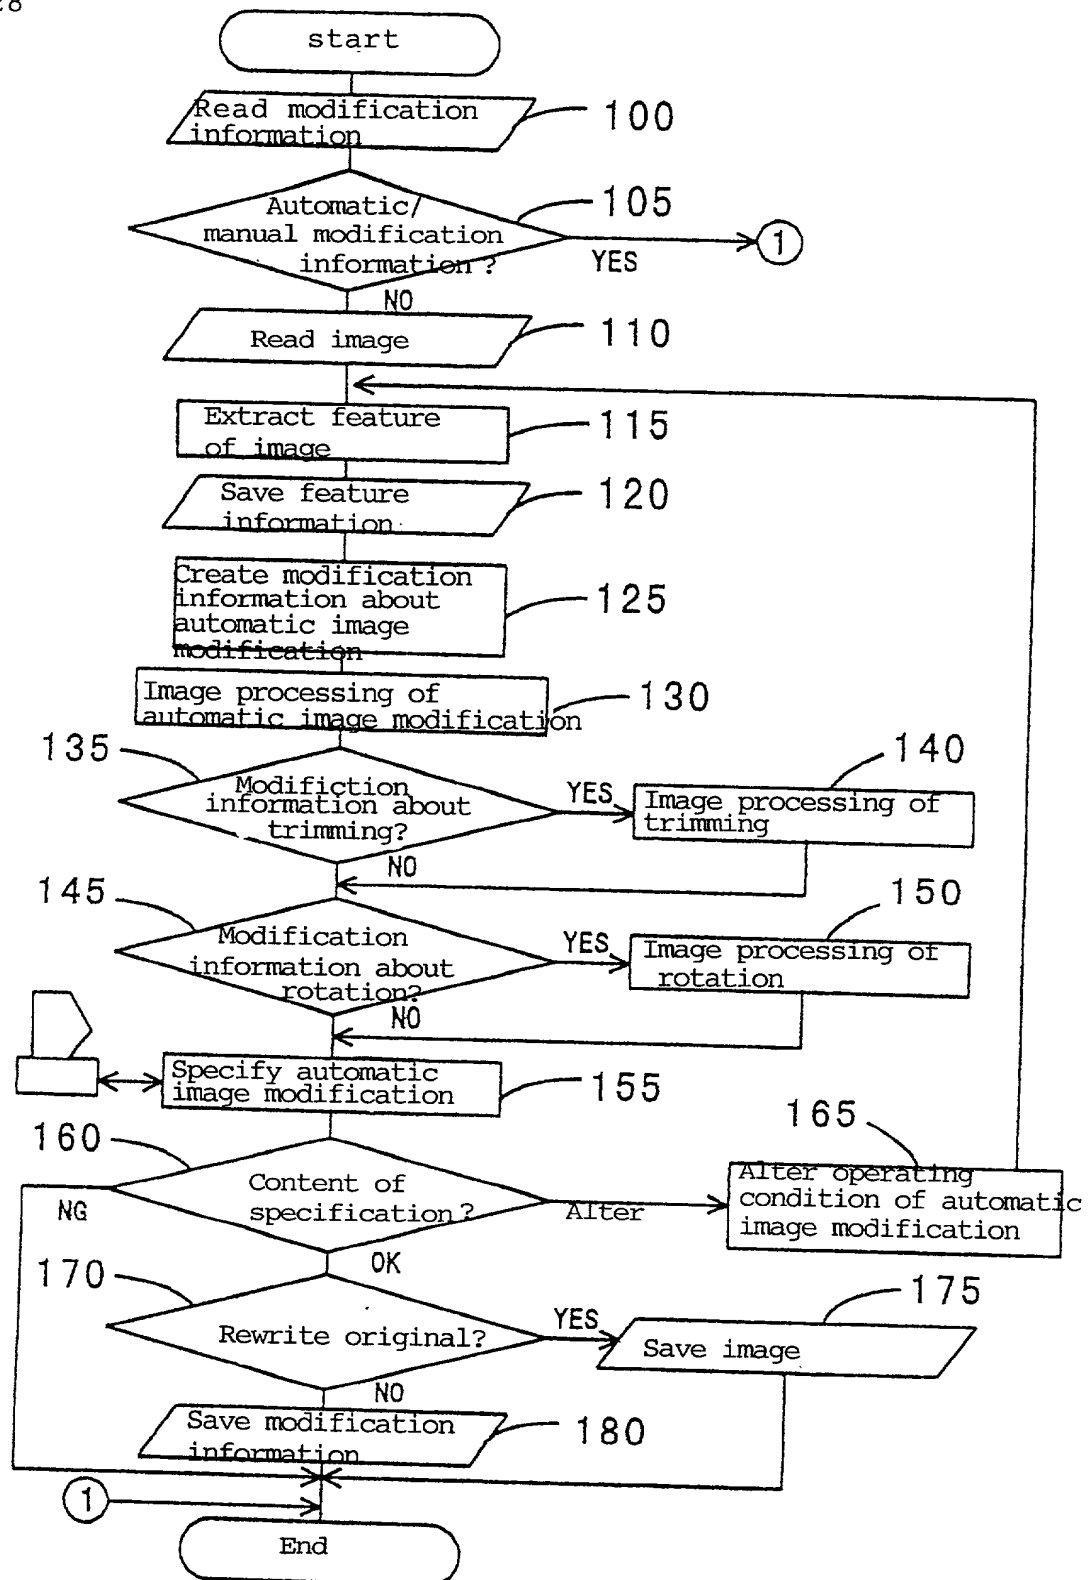 28
start
Read modification
information
100
Automatic/
manual modification
information?
105
YES
1
NO
Read image
110
Extract feature
of image
115
Save feature
information
120
Create modification
information about
automatic image
modification
125
Image processing of
automatic image modification
130
135
Modifiction
information about
trimming?
YES
140
Image processing of
trimming
NO
145
Modification
information about
rotation?
YES
150
Image processing of
rotation
NO
Specify automatic
image modification
155
160
Content of
specification?
NG
Alter
165
Alter operating
condition of automatic
image modification
OK
170
Rewrite original?
YES
175
Save image
NO
Save modification
information
180
1
End